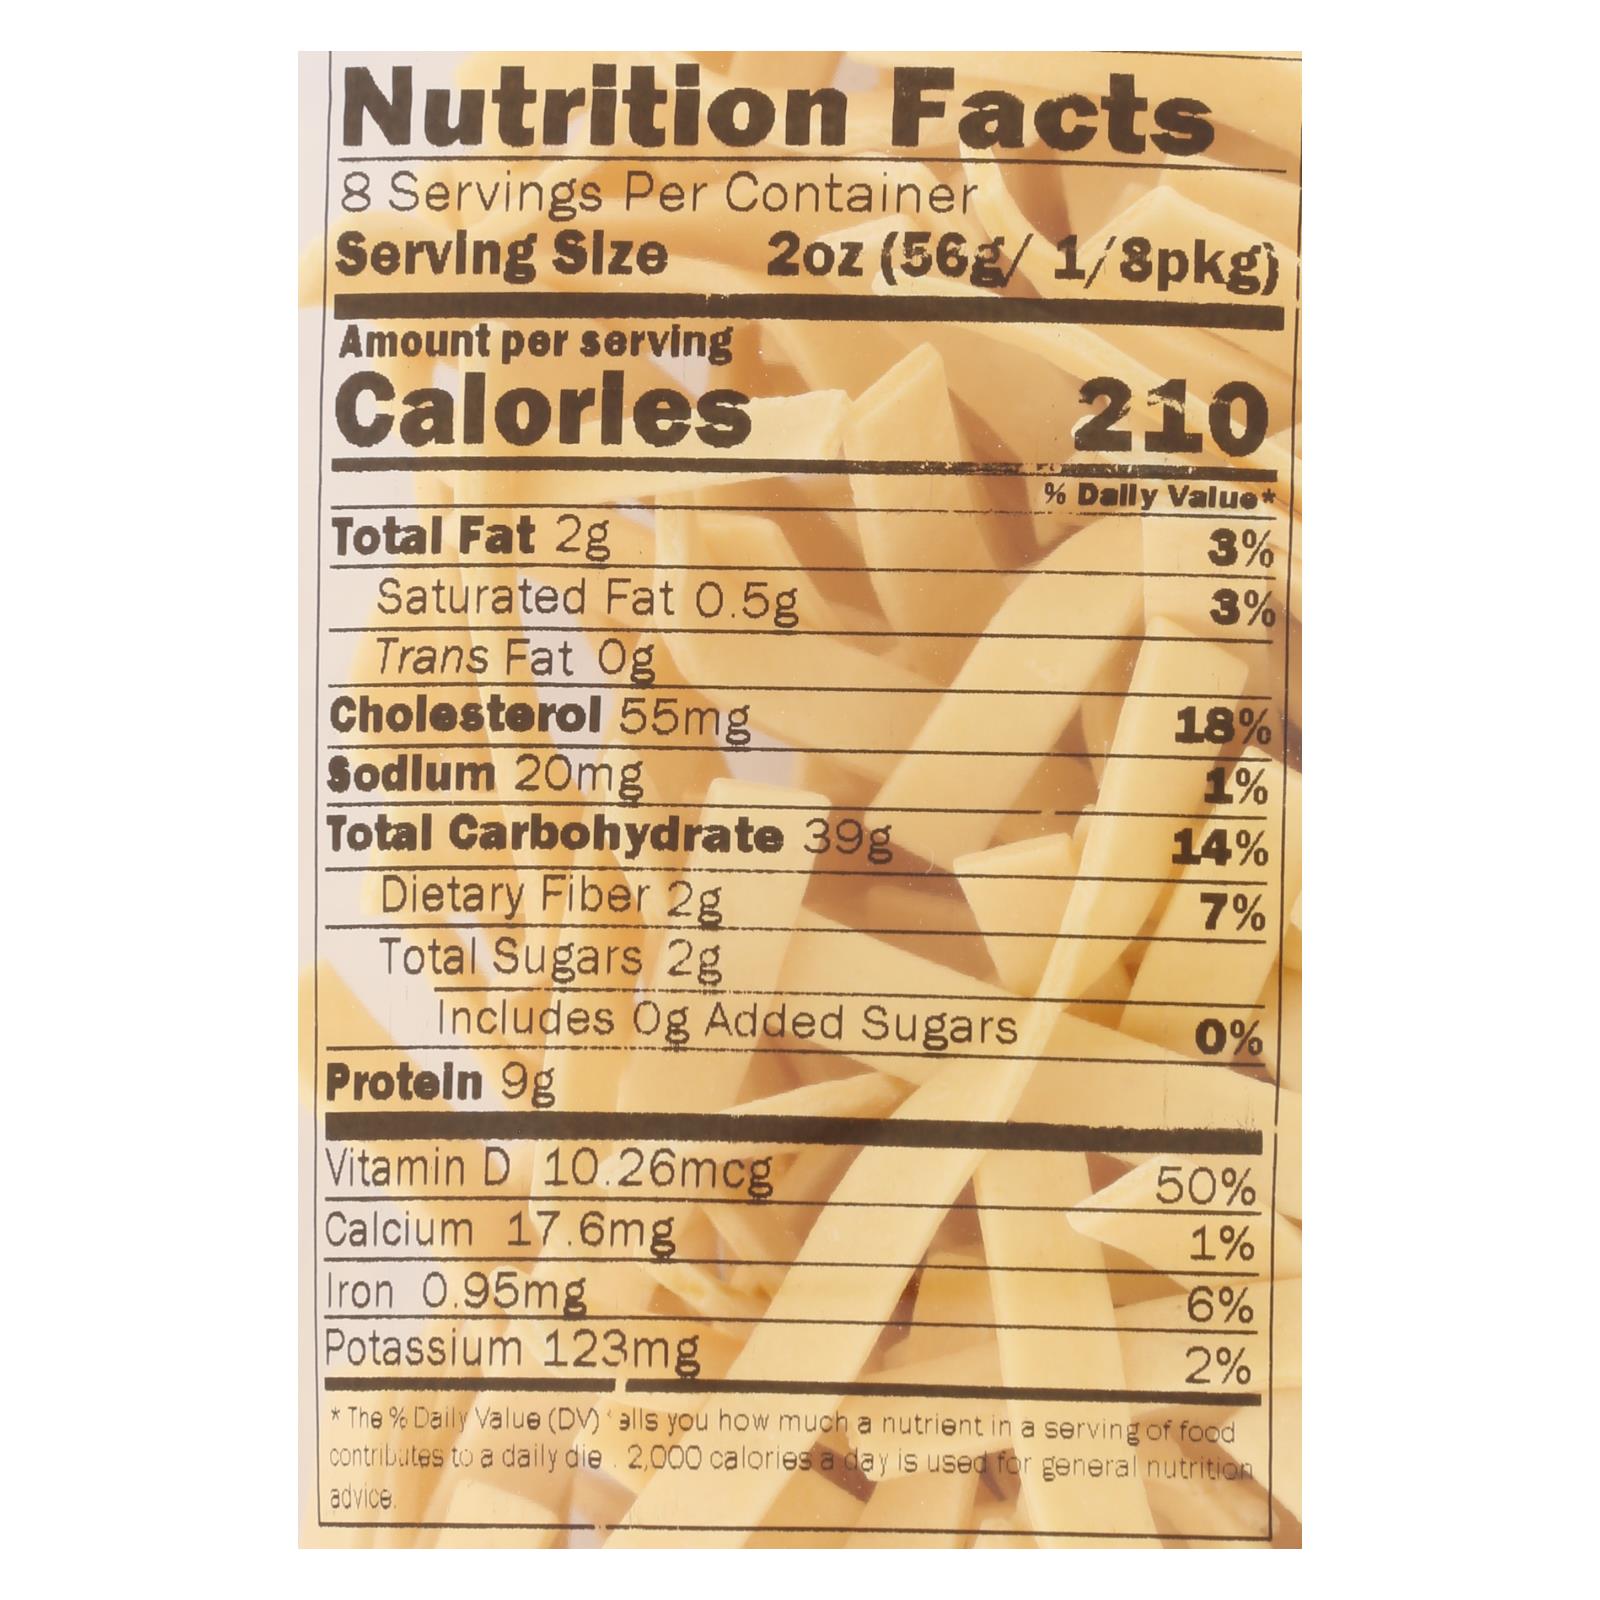 Nutrition Facts
8 Servings Per Container
Serving Size 2oz (56g/ 1/8pkg)
Amount per serving
Calories 210
% Daily Value*
Total Fat 2g 3%
Saturated Fat 0.5g 3%
Trans Fat 0g
Cholesterol 55mg 18%
Sodium 20mg 1%
Total Carbohydrate 39g 14%
Dietary Fiber 2g 7%
Total Sugars 2g
Includes 0g Added Sugars 0%
Protein 9g
Vitamin D 10.26mcg 50%
Calcium 17.6mg 1%
Iron 0.95mg 6%
Potassium 123mg 2%
* The % Daily Value (DV) tells you how much a nutrient in a serving of food
contributes to a daily diet. 2,000 calories a day is used for general nutrition
advice.